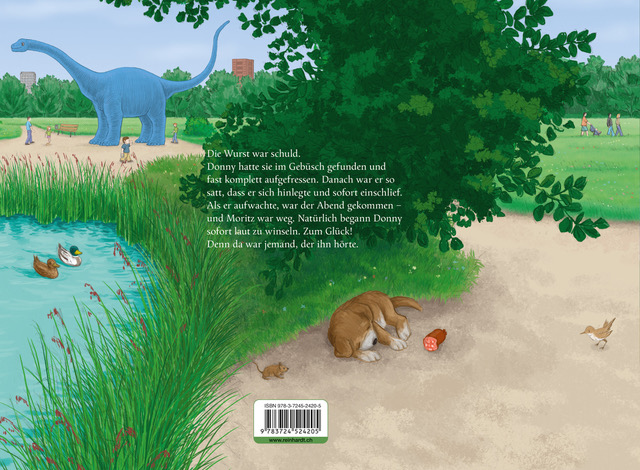 Die Wurst war schuld.
Donny hatte sie im Gebüsch gefunden und
fast komplett aufgefressen. Danach war er so
satt, dass er sich hinlegte und sofort einschlief.
Als er aufwachte, war der Abend gekommen –
und Moritz war weg. Natürlich begann Donny
sofort laut zu winseln. Zum Glück!
Denn da war jemand, der ihn hörte.
ISBN 978-3-7245-2420-5
9 783724 524205
www.reinhardt.ch